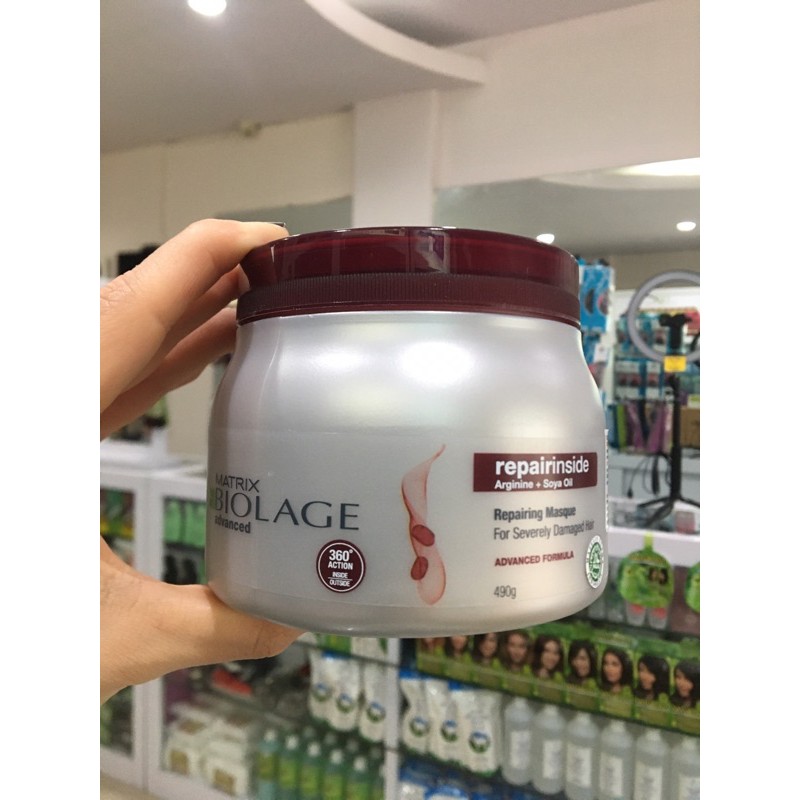 MATRIX
BIOLAGE
advanced
360°
ACTION
INSIDE
OUTSIDE
repairinside
Arginine + Soya Oil
Repairing Masque
For Severely Damaged Hair
ADVANCED FORMULA
490g